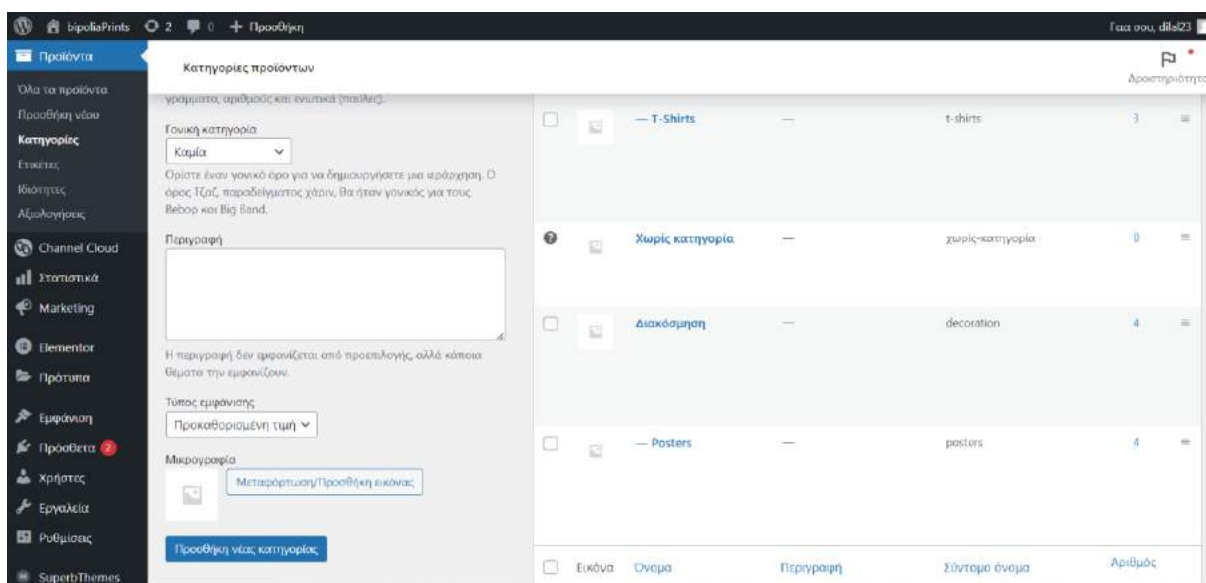 bipoliaPrints 2 0 + Προσθήκη
Γεια σου, dilal23
Προϊόντα
Όλα τα προϊόντα
Προσθήκη νέου
Κατηγορίες
Ετικέτες
Ιδιότητες
Αξιολογήσεις
Channel Cloud
Στατιστικά
Marketing
Elementor
Πρότυπα
Εμφάνιση
Πρόσθετα 2
Χρήστες
Εργαλεία
Ρυθμίσεις
SuperbThemes
Κατηγορίες προϊόντων
Δραστηριότητα
γράμματα, αριθμούς και ενωτικά (παύλες).
Γονική κατηγορία
Καμία
Ορίστε έναν γονικό όρο για να δημιουργήσετε μια ιεράρχηση. Ο
όρος Τζαζ, παραδείγματος χάριν, θα ήταν γονικός για τους
Bebop και Big Band.
Περιγραφή
Η περιγραφή δεν εμφανίζεται από προεπιλογής, αλλά κάποια
θέματα την εμφανίζουν.
Τύπος εμφάνισης
Προκαθορισμένη τιμή
Μικρογραφία
Μεταφόρτωση/Προσθήκη εικόνας
Προσθήκη νέας κατηγορίας
— T-Shirts — t-shirts 3
Χωρίς κατηγορία — χωρίς-κατηγορία 0
Διακόσμηση — decoration 4
— Posters — posters 4
Εικόνα Όνομα Περιγραφή Σύντομο όνομα Αριθμός